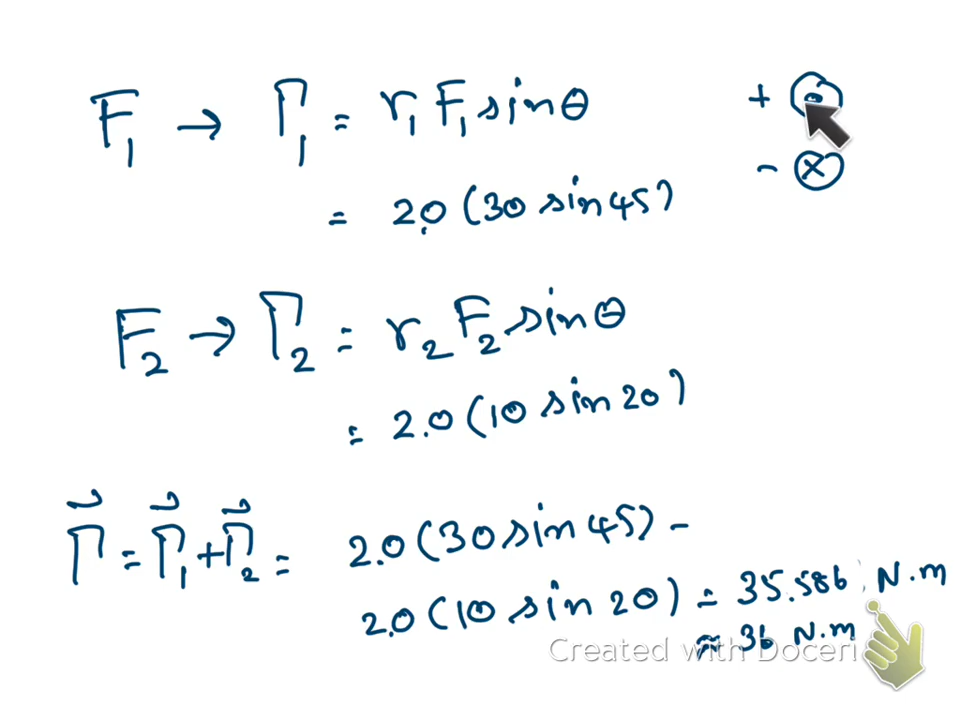 F₁ → Γ₁ = r₁ F₁ sinθ + ⊙
= 2.0 (30 sin 45) - ⊗
F₂ → Γ₂ = r₂ F₂ sinθ
= 2.0 (10 sin 20)
Γ⃗ = Γ⃗₁ + Γ⃗₂ = 2.0 (30 sin 45) -
2.0 (10 sin 20) = 35.586 N.m
≈ 36 N.m
Created with Doceri